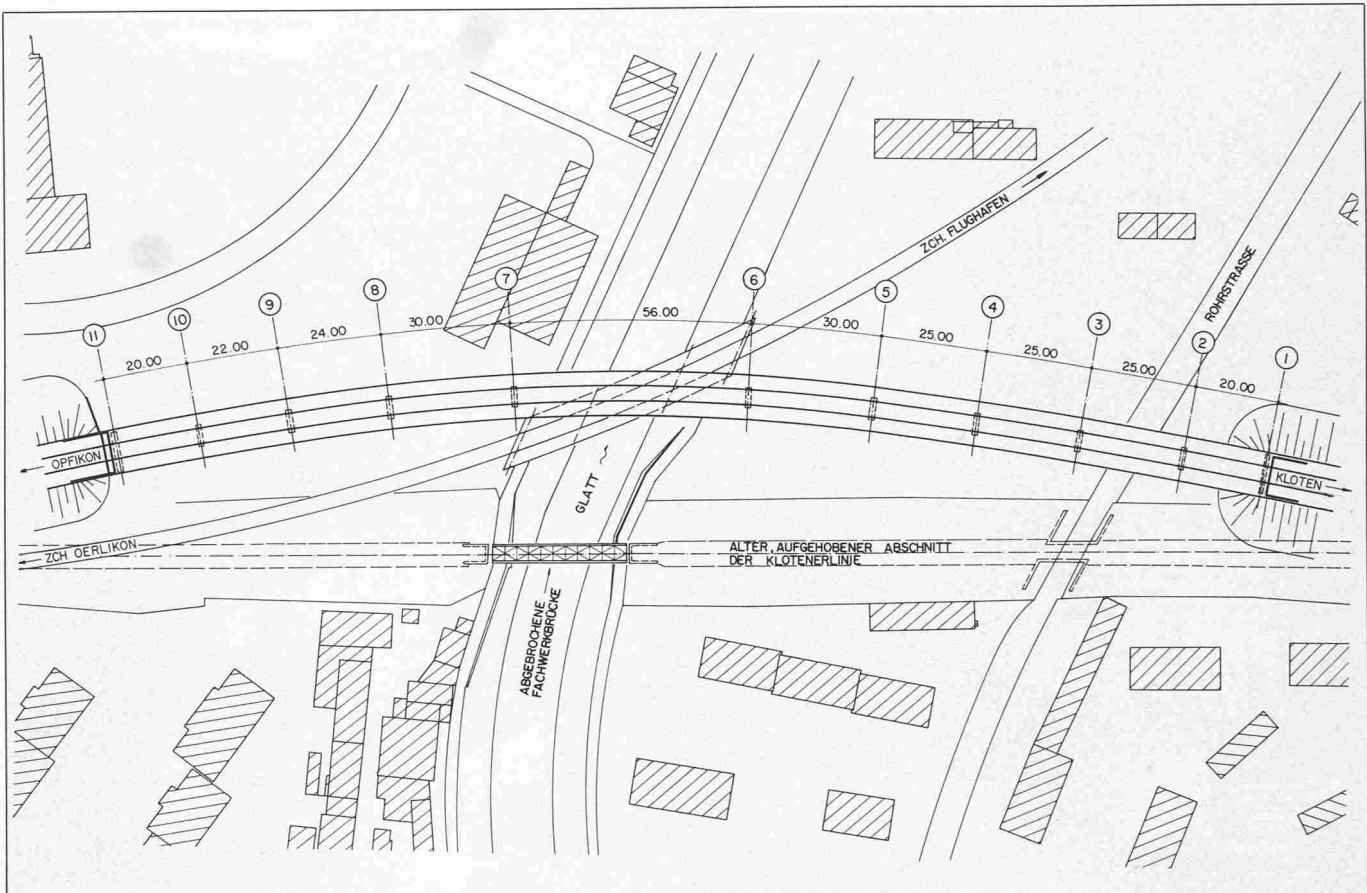 ZCH. FLUGHAFEN
ROHRSTRASSE
11
10
9
8
7
6
5
4
3
2
1
20.00
22.00
24.00
30.00
56.00
30.00
25.00
25.00
25.00
20.00
OPFIKON
KLOTEN
GLATT
ZCH OERLIKON
ALTER, AUFGEHOBENER ABSCHNITT
DER KLOTENERLINIE
ABGEBROCHENE
FACHWERKBRÜCKE